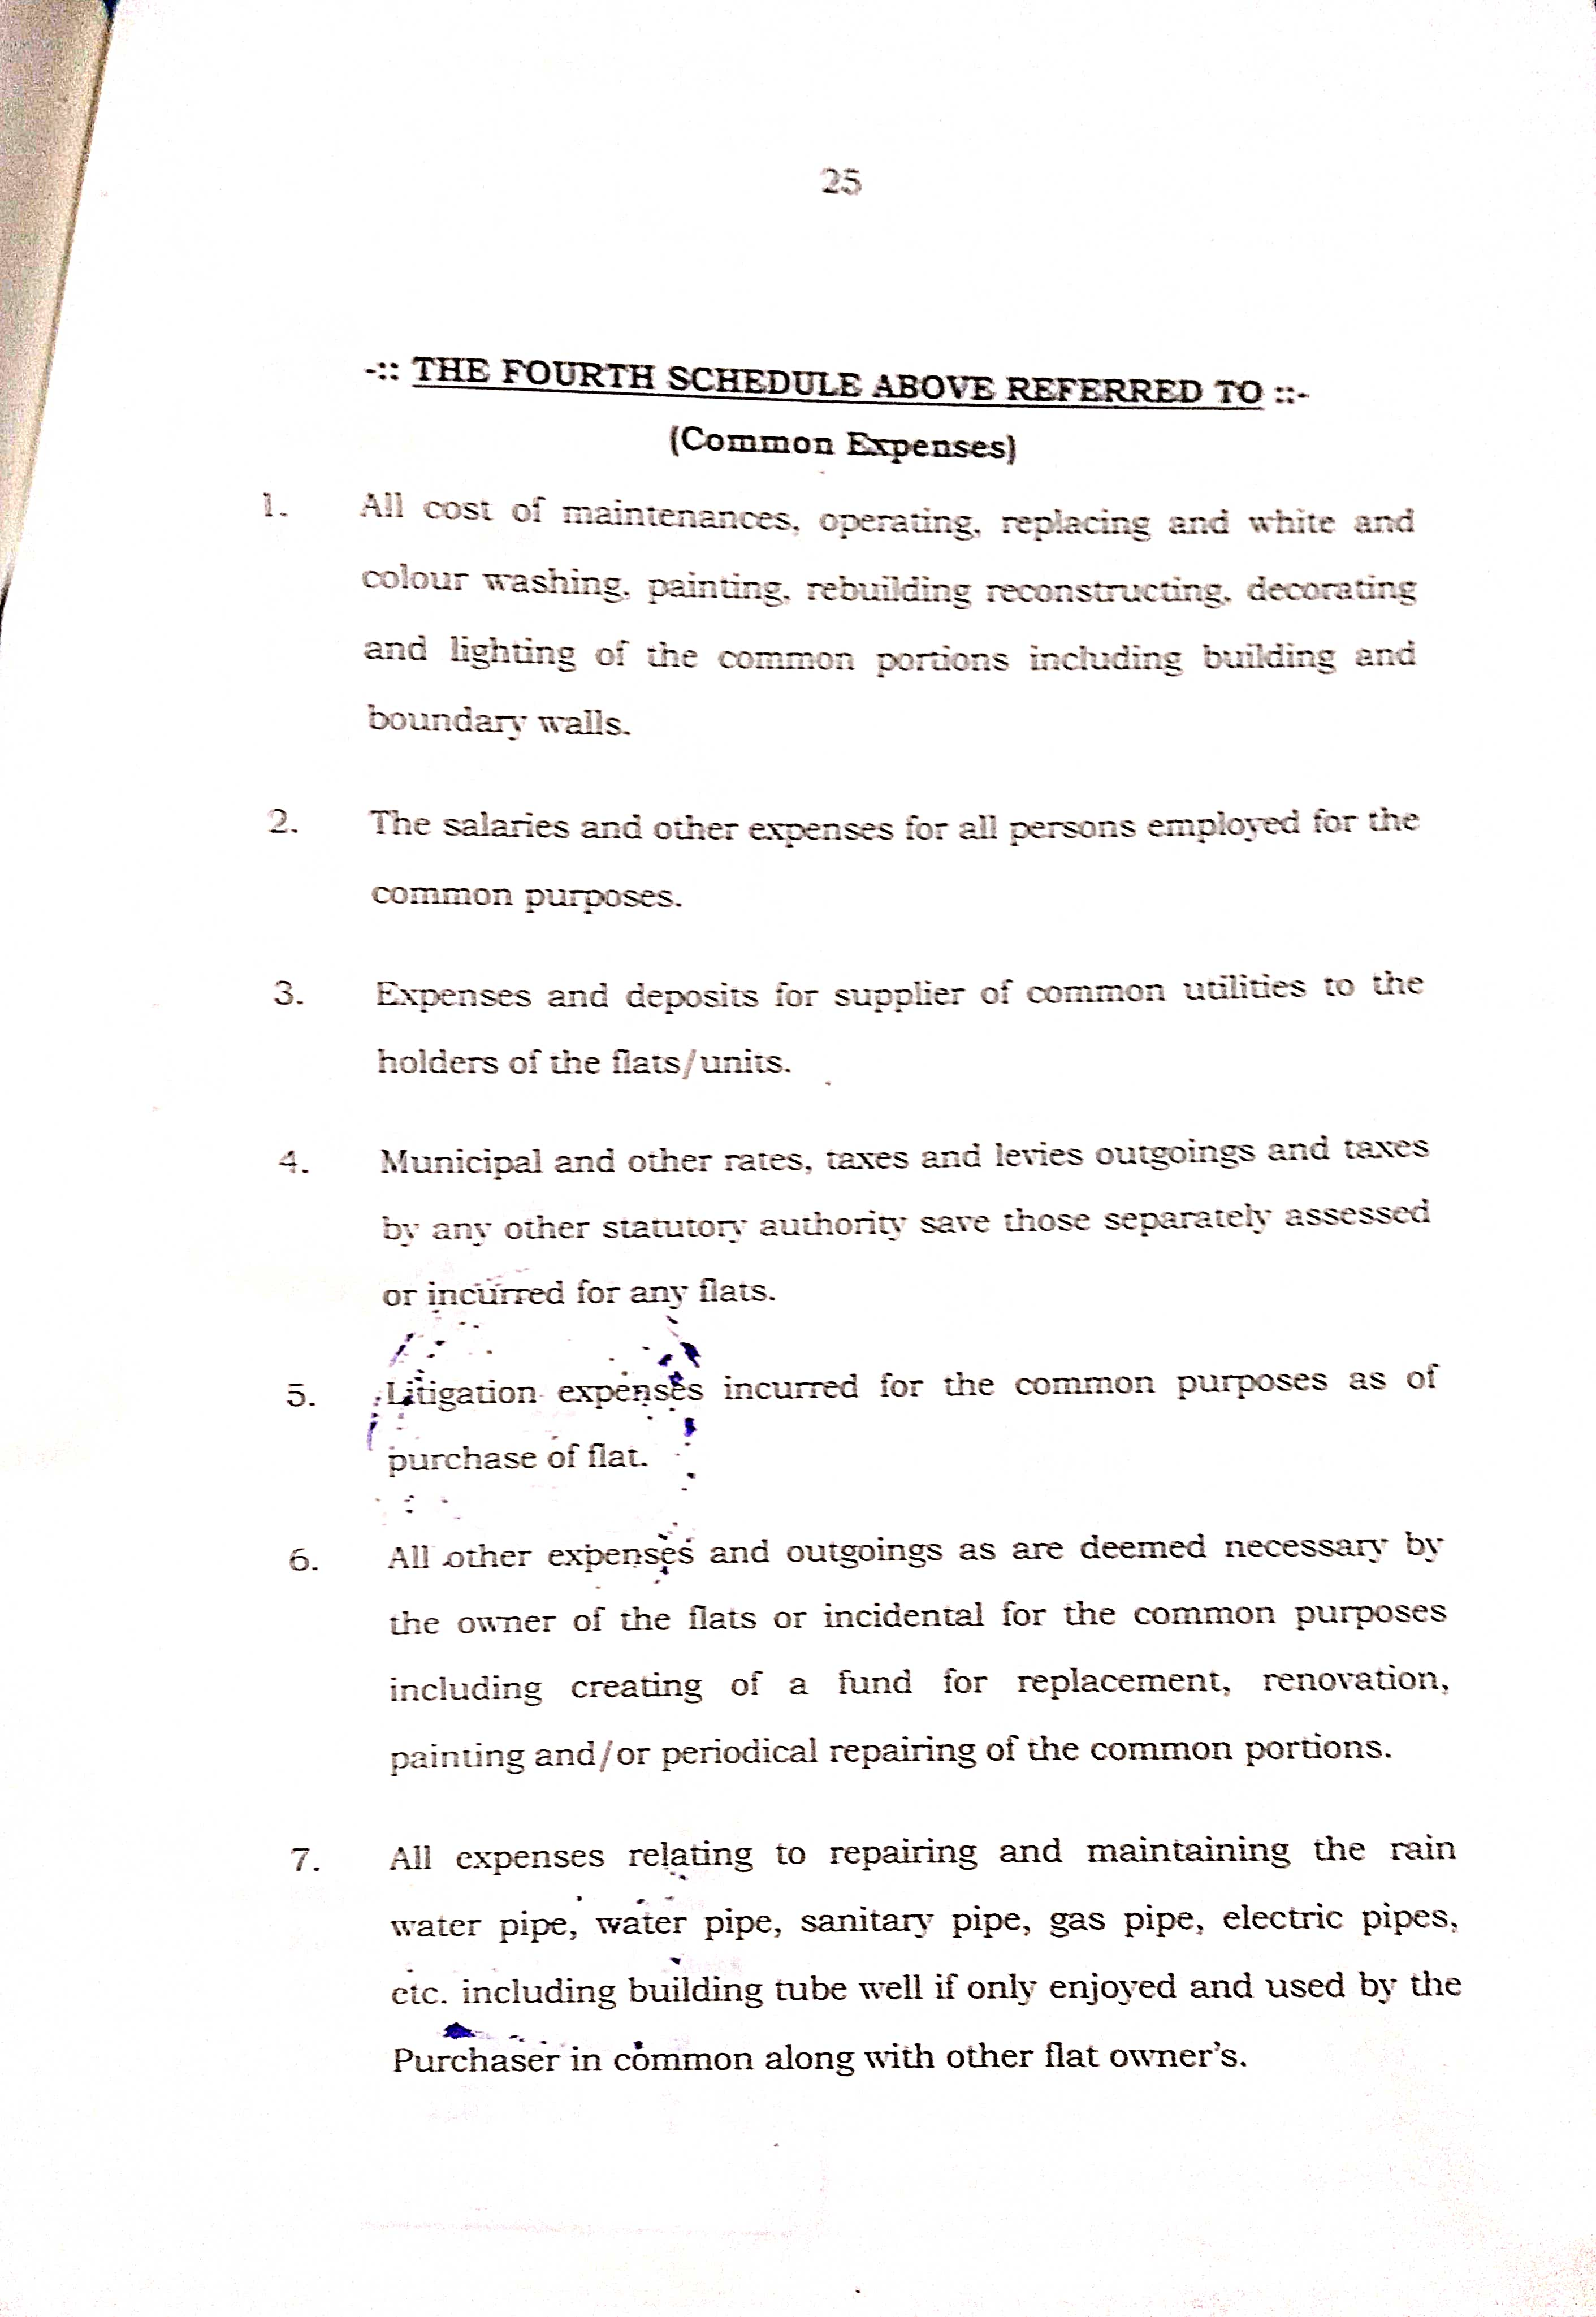 25
-:: THE FOURTH SCHEDULE ABOVE REFERRED TO ::-
(Common Expenses)
1. All cost of maintenances, operating, replacing and white and
colour washing, painting, rebuilding reconstructing, decorating
and lighting of the common portions including building and
boundary walls.
2. The salaries and other expenses for all persons employed for the
common purposes.
3. Expenses and deposits for supplier of common utilities to the
holders of the flats/units.
4. Municipal and other rates, taxes and levies outgoings and taxes
by any other statutory authority save those separately assessed
or incurred for any flats.
5. Litigation expenses incurred for the common purposes as of
purchase of flat.
6. All other expenses and outgoings as are deemed necessary by
the owner of the flats or incidental for the common purposes
including creating of a fund for replacement, renovation,
painting and/or periodical repairing of the common portions.
7. All expenses relating to repairing and maintaining the rain
water pipe, water pipe, sanitary pipe, gas pipe, electric pipes,
etc. including building tube well if only enjoyed and used by the
Purchaser in common along with other flat owner's.